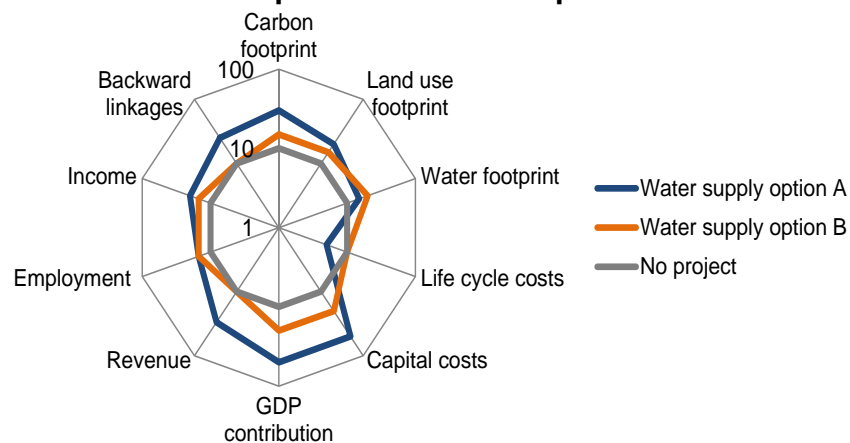 Carbon
footprint
100
Backward
linkages
Land use
footprint
10
Income
Water footprint
Water supply option A
1
Water supply option B
No project
Employment
Life cycle costs
Revenue
Capital costs
GDP
contribution